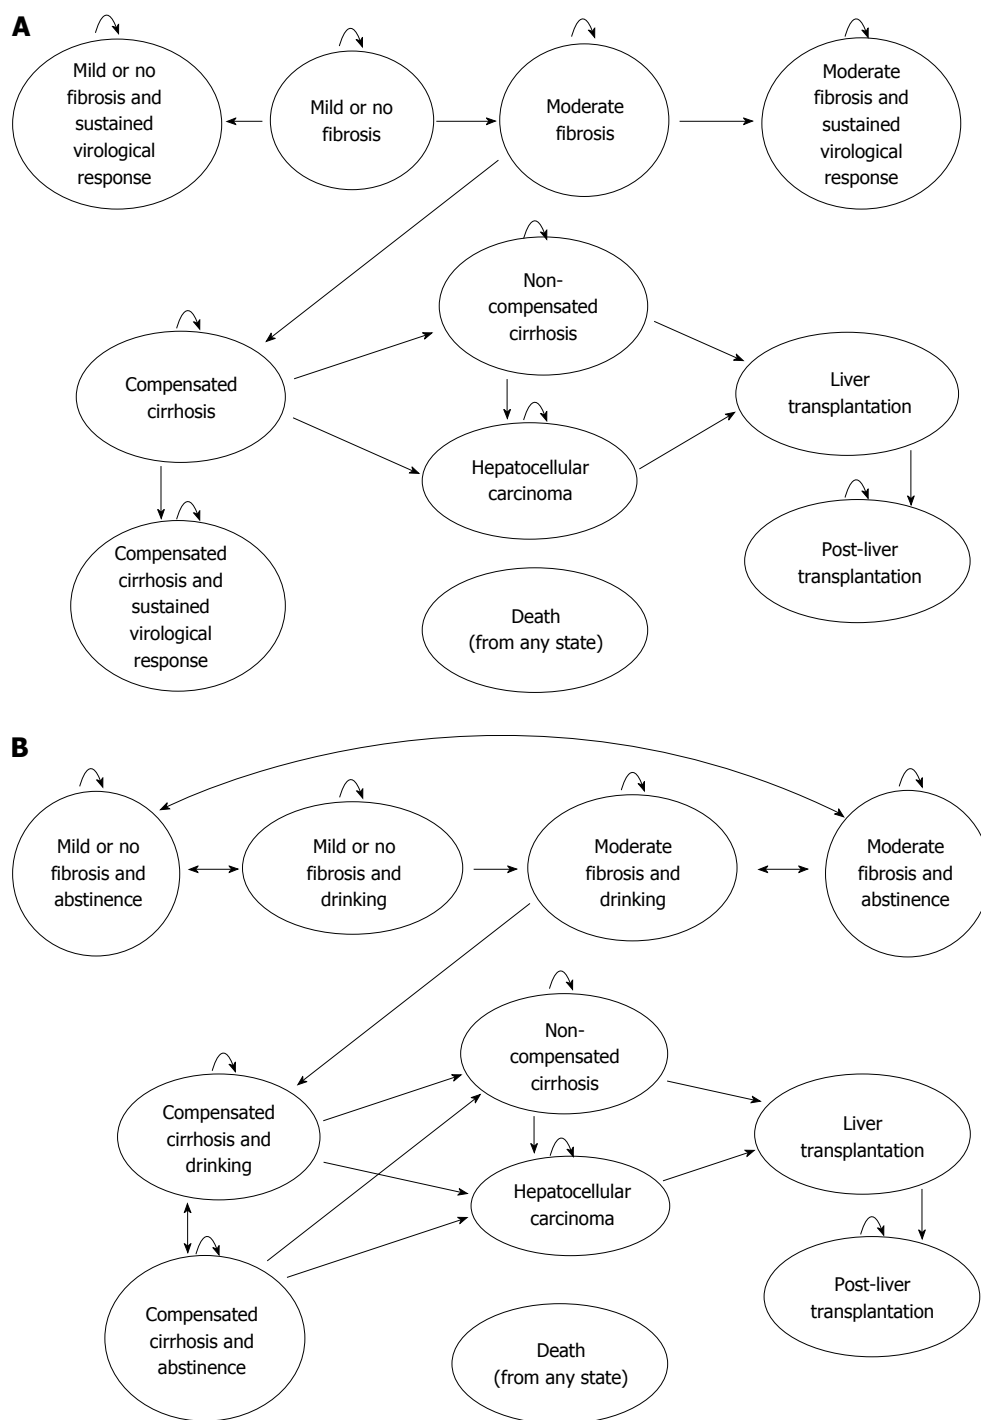 A
Mild or no
fibrosis and
sustained
virological
response
Mild or no
fibrosis
Moderate
fibrosis
Moderate
fibrosis and
sustained
virological
response
Non-
compensated
cirrhosis
Compensated
cirrhosis
Liver
transplantation
Hepatocellular
carcinoma
Compensated
cirrhosis and
sustained
virological
response
Post-liver
transplantation
Death
(from any state)
B
Mild or no
fibrosis and
abstinence
Mild or no
fibrosis and
drinking
Moderate
fibrosis and
drinking
Moderate
fibrosis and
abstinence
Non-
compensated
cirrhosis
Compensated
cirrhosis and
drinking
Liver
transplantation
Hepatocellular
carcinoma
Compensated
cirrhosis and
abstinence
Post-liver
transplantation
Death
(from any state)